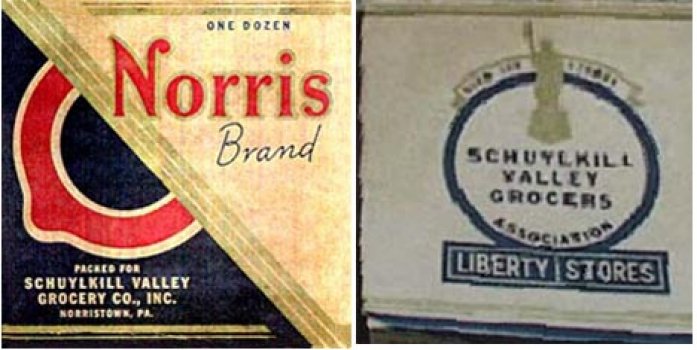 ONE DOZEN
Norris
Brand
PACKED FOR
SCHUYLKILL VALLEY
GROCERY CO., INC.
NORRISTOWN, PA.
SCHUYLKILL
VALLEY
GROCERS
ASSOCIATION
LIBERTY STORES